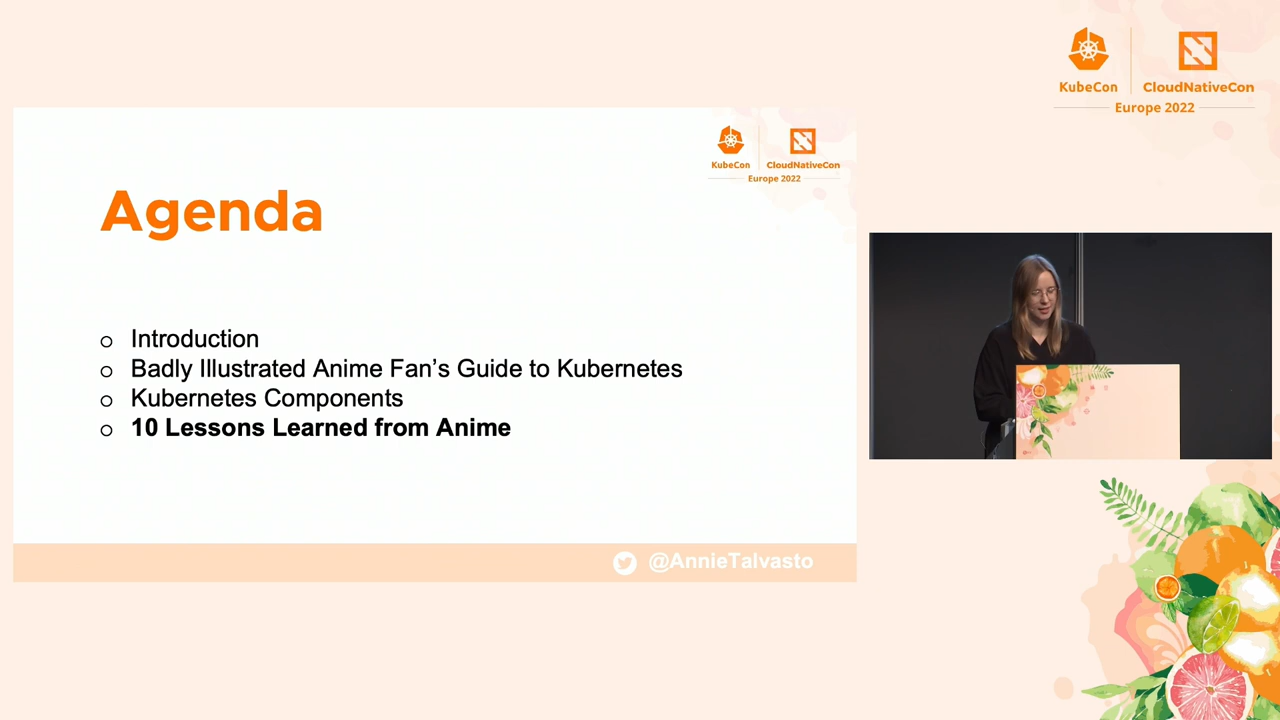 KubeCon
CloudNativeCon
Europe 2022
KubeCon
CloudNativeCon
Europe 2022
Agenda
Introduction
Badly Illustrated Anime Fan’s Guide to Kubernetes
Kubernetes Components
10 Lessons Learned from Anime
@AnnieTalvasto